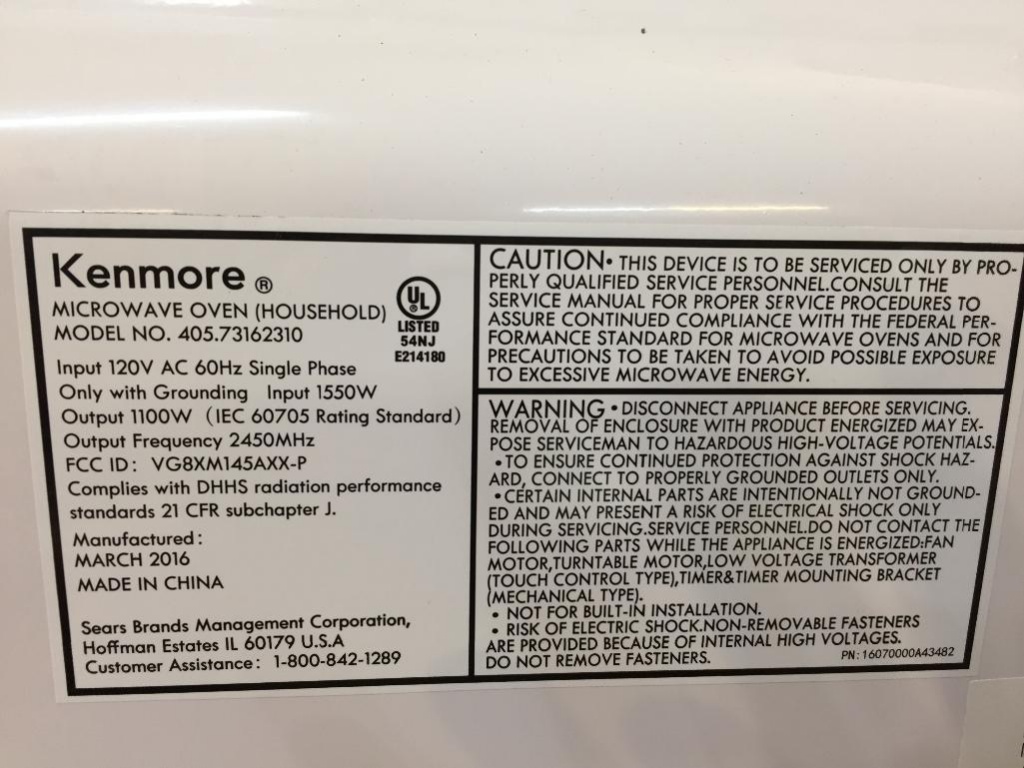 Kenmore ®
MICROWAVE OVEN (HOUSEHOLD)
MODEL NO. 405.73162310
UL
LISTED
54NJ
E214180
Input 120V AC 60Hz Single Phase
Only with Grounding Input 1550W
Output 1100W (IEC 60705 Rating Standard)
Output Frequency 2450MHz
FCC ID: VG8XM145AXX-P
Complies with DHHS radiation performance
standards 21 CFR subchapter J.
Manufactured:
MARCH 2016
MADE IN CHINA
Sears Brands Management Corporation,
Hoffman Estates IL 60179 U.S.A
Customer Assistance: 1-800-842-1289
CAUTION• THIS DEVICE IS TO BE SERVICED ONLY BY PRO-
PERLY QUALIFIED SERVICE PERSONNEL.CONSULT THE
SERVICE MANUAL FOR PROPER SERVICE PROCEDURES TO
ASSURE CONTINUED COMPLIANCE WITH THE FEDERAL PER-
FORMANCE STANDARD FOR MICROWAVE OVENS AND FOR
PRECAUTIONS TO BE TAKEN TO AVOID POSSIBLE EXPOSURE
TO EXCESSIVE MICROWAVE ENERGY.
WARNING •DISCONNECT APPLIANCE BEFORE SERVICING.
REMOVAL OF ENCLOSURE WITH PRODUCT ENERGIZED MAY EX-
POSE SERVICEMAN TO HAZARDOUS HIGH-VOLTAGE POTENTIALS.
•TO ENSURE CONTINUED PROTECTION AGAINST SHOCK HAZ-
ARD, CONNECT TO PROPERLY GROUNDED OUTLETS ONLY.
•CERTAIN INTERNAL PARTS ARE INTENTIONALLY NOT GROUND-
ED AND MAY PRESENT A RISK OF ELECTRICAL SHOCK ONLY
DURING SERVICING.SERVICE PERSONNEL.DO NOT CONTACT THE
FOLLOWING PARTS WHILE THE APPLIANCE IS ENERGIZED:FAN
MOTOR,TURNTABLE MOTOR,LOW VOLTAGE TRANSFORMER
(TOUCH CONTROL TYPE),TIMER&TIMER MOUNTING BRACKET
(MECHANICAL TYPE).
• NOT FOR BUILT-IN INSTALLATION.
• RISK OF ELECTRIC SHOCK.NON-REMOVABLE FASTENERS
ARE PROVIDED BECAUSE OF INTERNAL HIGH VOLTAGES.
DO NOT REMOVE FASTENERS.
PN:16070000A43482